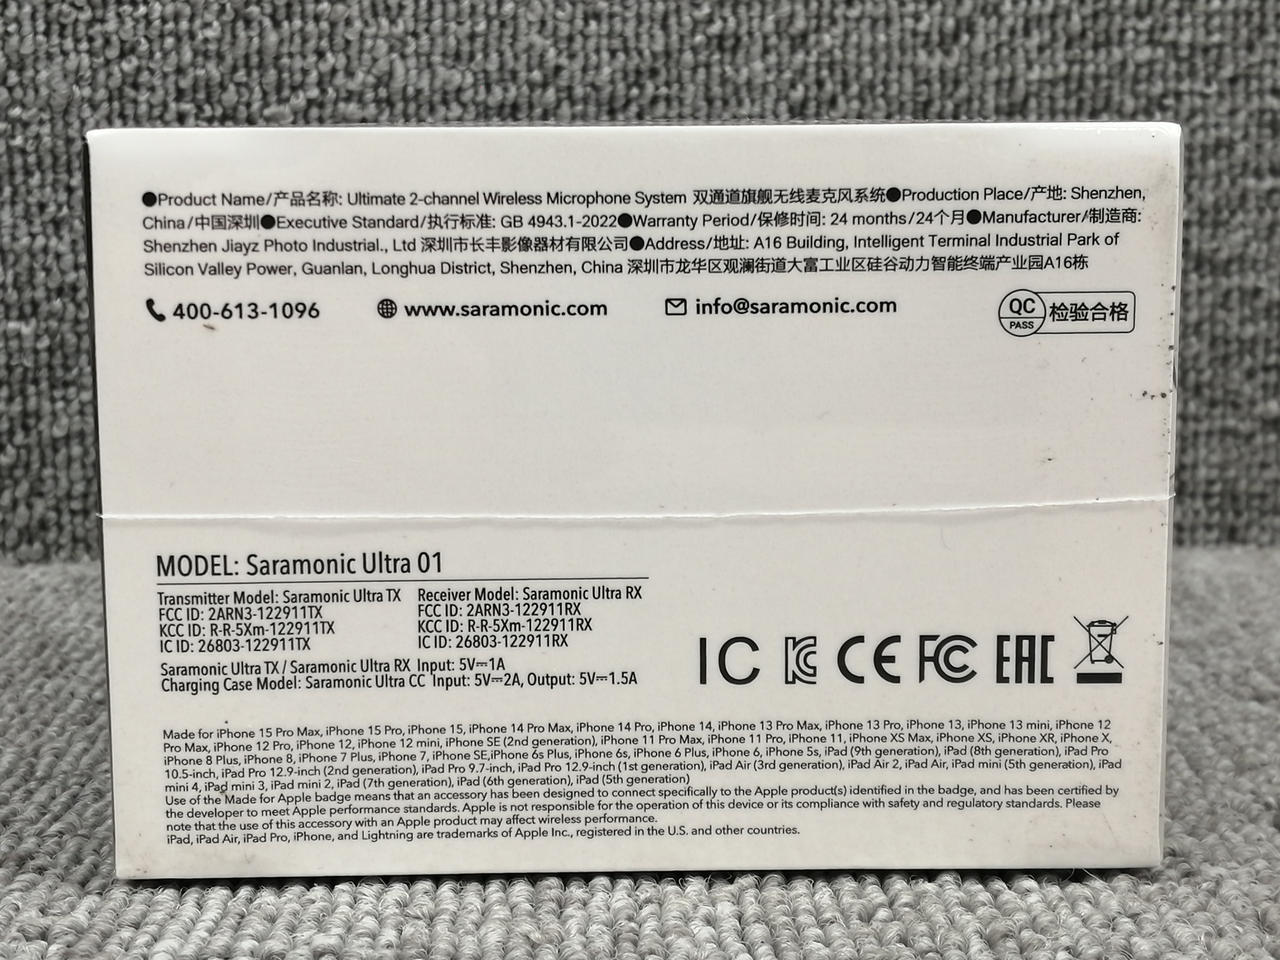 ●Product Name/产品名称: Ultimate 2-channel Wireless Microphone System 双通道旗舰无线麦克风系统●Production Place/产地: Shenzhen,
China/中国深圳●Executive Standard/执行标准: GB 4943.1-2022●Warranty Period/保修时间: 24 months/24个月●Manufacturer/制造商:
Shenzhen Jiayz Photo Industrial., Ltd 深圳市长丰影像器材有限公司●Address/地址: A16 Building, Intelligent Terminal Industrial Park of
Silicon Valley Power, Guanlan, Longhua District, Shenzhen, China 深圳市龙华区观澜街道大富工业区硅谷动力智能终端产业园A16栋
400-613-1096
www.saramonic.com
info@saramonic.com
QC PASS 检验合格
MODEL: Saramonic Ultra 01
Transmitter Model: Saramonic Ultra TX
FCC ID: 2ARN3-122911TX
KCC ID: R-R-5Xm-122911TX
IC ID: 26803-122911TX
Receiver Model: Saramonic Ultra RX
FCC ID: 2ARN3-122911RX
KCC ID: R-R-5Xm-122911RX
IC ID: 26803-122911RX
Saramonic Ultra TX / Saramonic Ultra RX Input: 5V⎓1A
Charging Case Model: Saramonic Ultra CC Input: 5V⎓2A, Output: 5V⎓1.5A
IC KC CE FC EAC
Made for iPhone 15 Pro Max, iPhone 15 Pro, iPhone 15, iPhone 14 Pro Max, iPhone 14 Pro, iPhone 14, iPhone 13 Pro Max, iPhone 13 Pro, iPhone 13, iPhone 13 mini, iPhone 12
Pro Max, iPhone 12 Pro, iPhone 12, iPhone 12 mini, iPhone SE (2nd generation), iPhone 11 Pro Max, iPhone 11 Pro, iPhone 11, iPhone XS Max, iPhone XS, iPhone XR, iPhone X,
iPhone 8 Plus, iPhone 8, iPhone 7 Plus, iPhone 7, iPhone SE,iPhone 6s Plus, iPhone 6s, iPhone 6 Plus, iPhone 6, iPhone 5s, iPad (9th generation), iPad (8th generation), iPad Pro
10.5-inch, iPad Pro 12.9-inch (2nd generation), iPad Pro 9.7-inch, iPad Pro 12.9-inch (1st generation), iPad Air (3rd generation), iPad Air 2, iPad Air, iPad mini (5th generation), iPad
mini 4, iPad mini 3, iPad mini 2, iPad (7th generation), iPad (6th generation), iPad (5th generation)
Use of the Made for Apple badge means that an accessory has been designed to connect specifically to the Apple product(s) identified in the badge, and has been certified by
the developer to meet Apple performance standards. Apple is not responsible for the operation of this device or its compliance with safety and regulatory standards. Please
note that the use of this accessory with an Apple product may affect wireless performance.
iPad, iPad Air, iPad Pro, iPhone, and Lightning are trademarks of Apple Inc., registered in the U.S. and other countries.